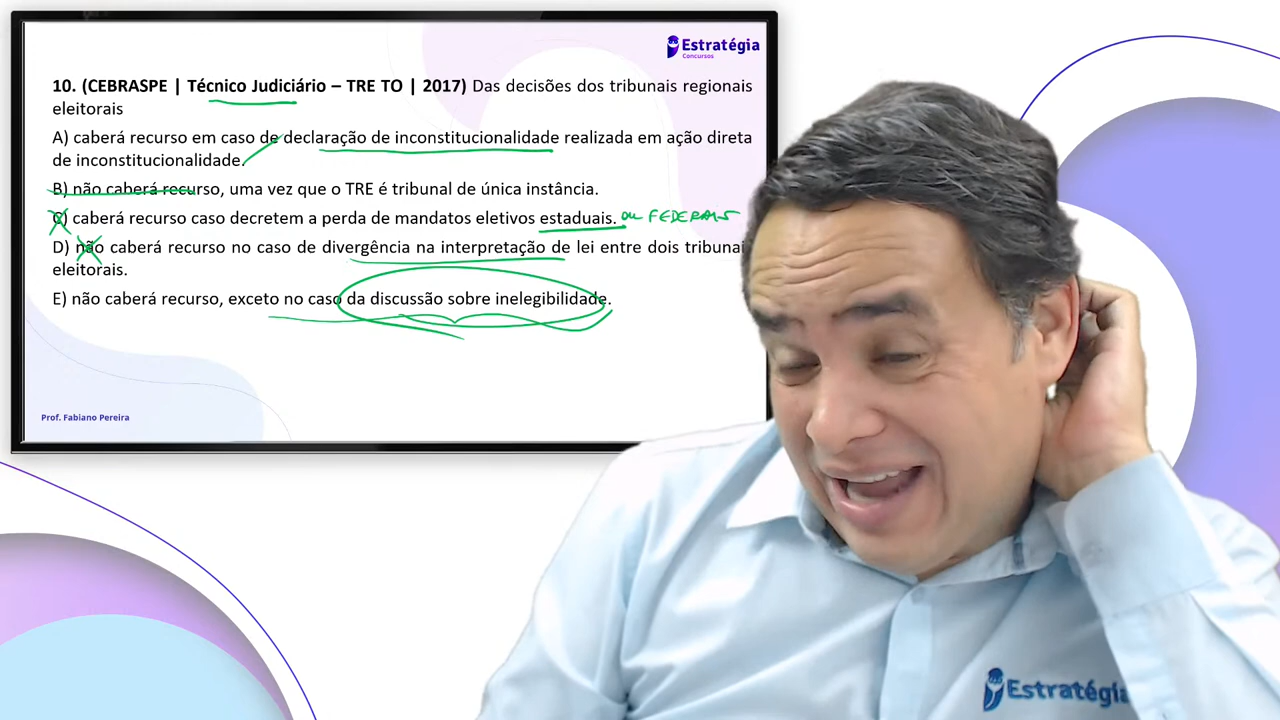 Estratégia
Concursos
10. (CEBRASPE | Técnico Judiciário – TRE TO | 2017) Das decisões dos tribunais regionais
eleitorais
A) caberá recurso em caso de declaração de inconstitucionalidade realizada em ação direta
de inconstitucionalidade.
B) não caberá recurso, uma vez que o TRE é tribunal de única instância.
C) caberá recurso caso decretem a perda de mandatos eletivos estaduais. ou FEDERAIS
D) não caberá recurso no caso de divergência na interpretação de lei entre dois tribunai
eleitorais.
E) não caberá recurso, exceto no caso da discussão sobre inelegibilidade.
Prof. Fabiano Pereira
Estratégia